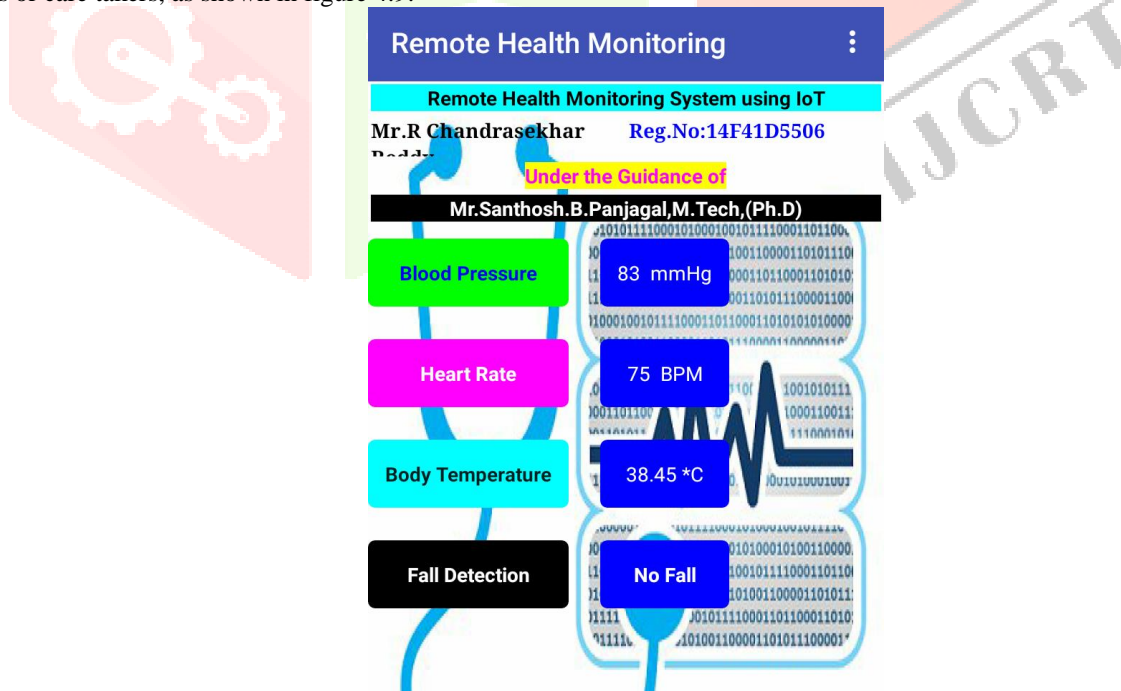 Remote Health Monitoring
IJCRT
Remote Health Monitoring System using IoT
Mr.R Chandrasekhar Reg.No:14F41D5506
Under the Guidance of
Mr.Santhosh.B.Panjagal,M.Tech,(Ph.D)
Blood Pressure 83 mmHg
Heart Rate 75 BPM
Body Temperature 38.45 *C
Fall Detection No Fall